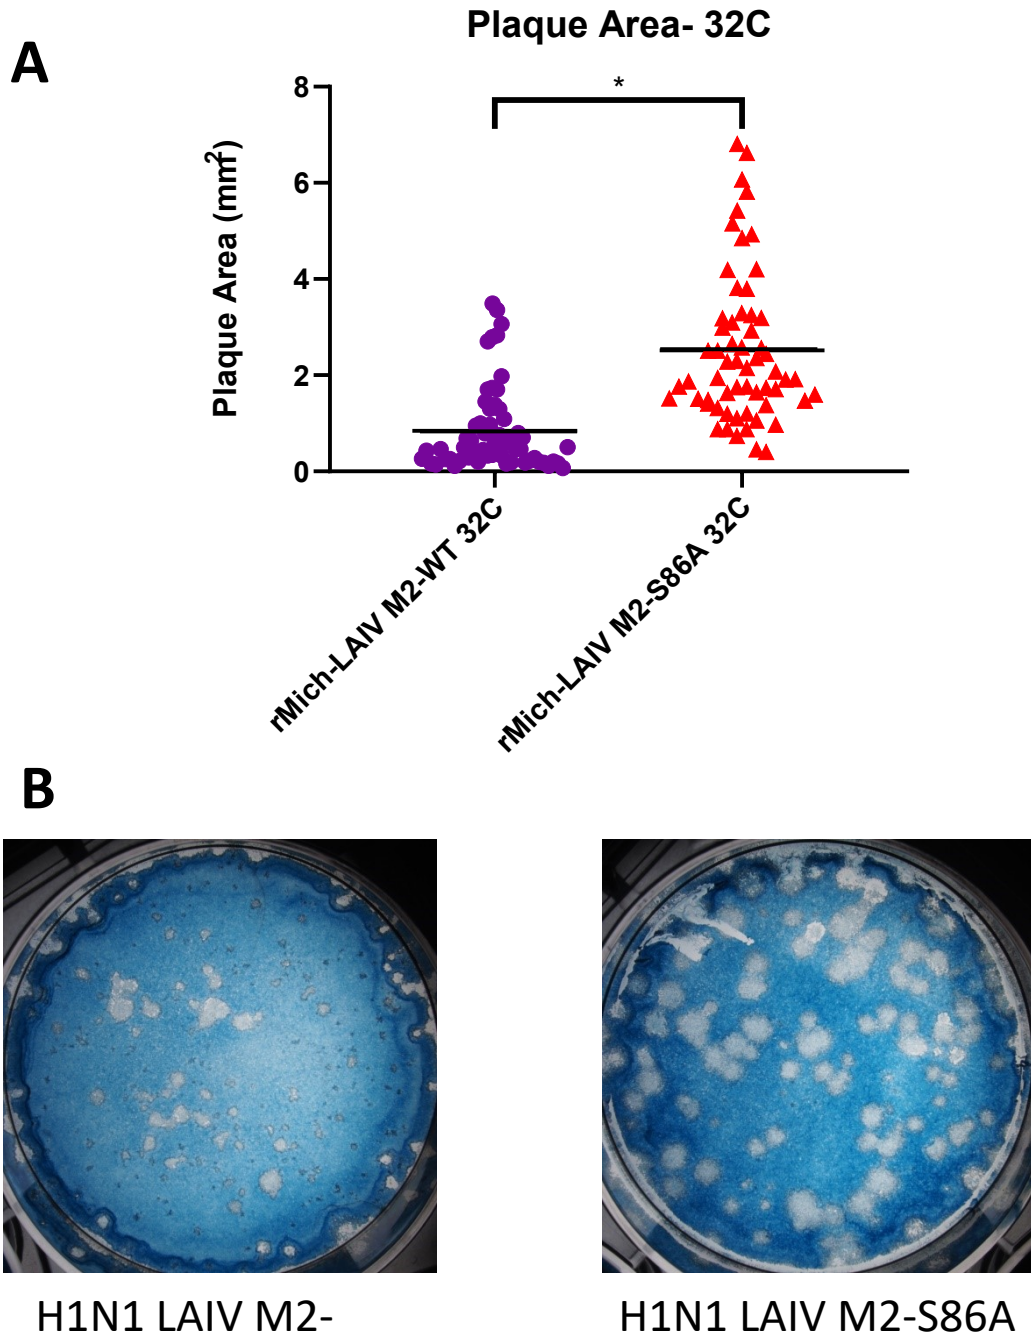 A
Plaque Area- 32C
*
Plaque Area (mm²)
8
6
4
2
0
rMich-LAIV M2-WT 32C
rMich-LAIV M2-S86A 32C
B
H1N1 LAIV M2-
H1N1 LAIV M2-S86A